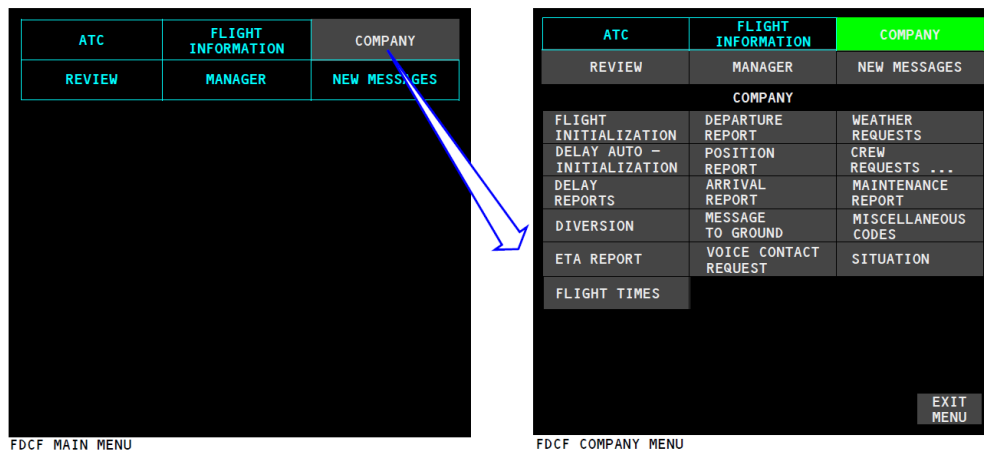 ATC
FLIGHT
INFORMATION
COMPANY
REVIEW
MANAGER
NEW MESSAGES
FDCF MAIN MENU
ATC
FLIGHT
INFORMATION
COMPANY
REVIEW
MANAGER
NEW MESSAGES
COMPANY
FLIGHT
INITIALIZATION
DEPARTURE
REPORT
WEATHER
REQUESTS
DELAY AUTO –
INITIALIZATION
POSITION
REPORT
CREW
REQUESTS ...
DELAY
REPORTS
ARRIVAL
REPORT
MAINTENANCE
REPORT
DIVERSION
MESSAGE
TO GROUND
MISCELLANEOUS
CODES
ETA REPORT
VOICE CONTACT
REQUEST
SITUATION
FLIGHT TIMES
EXIT
MENU
FDCF COMPANY MENU